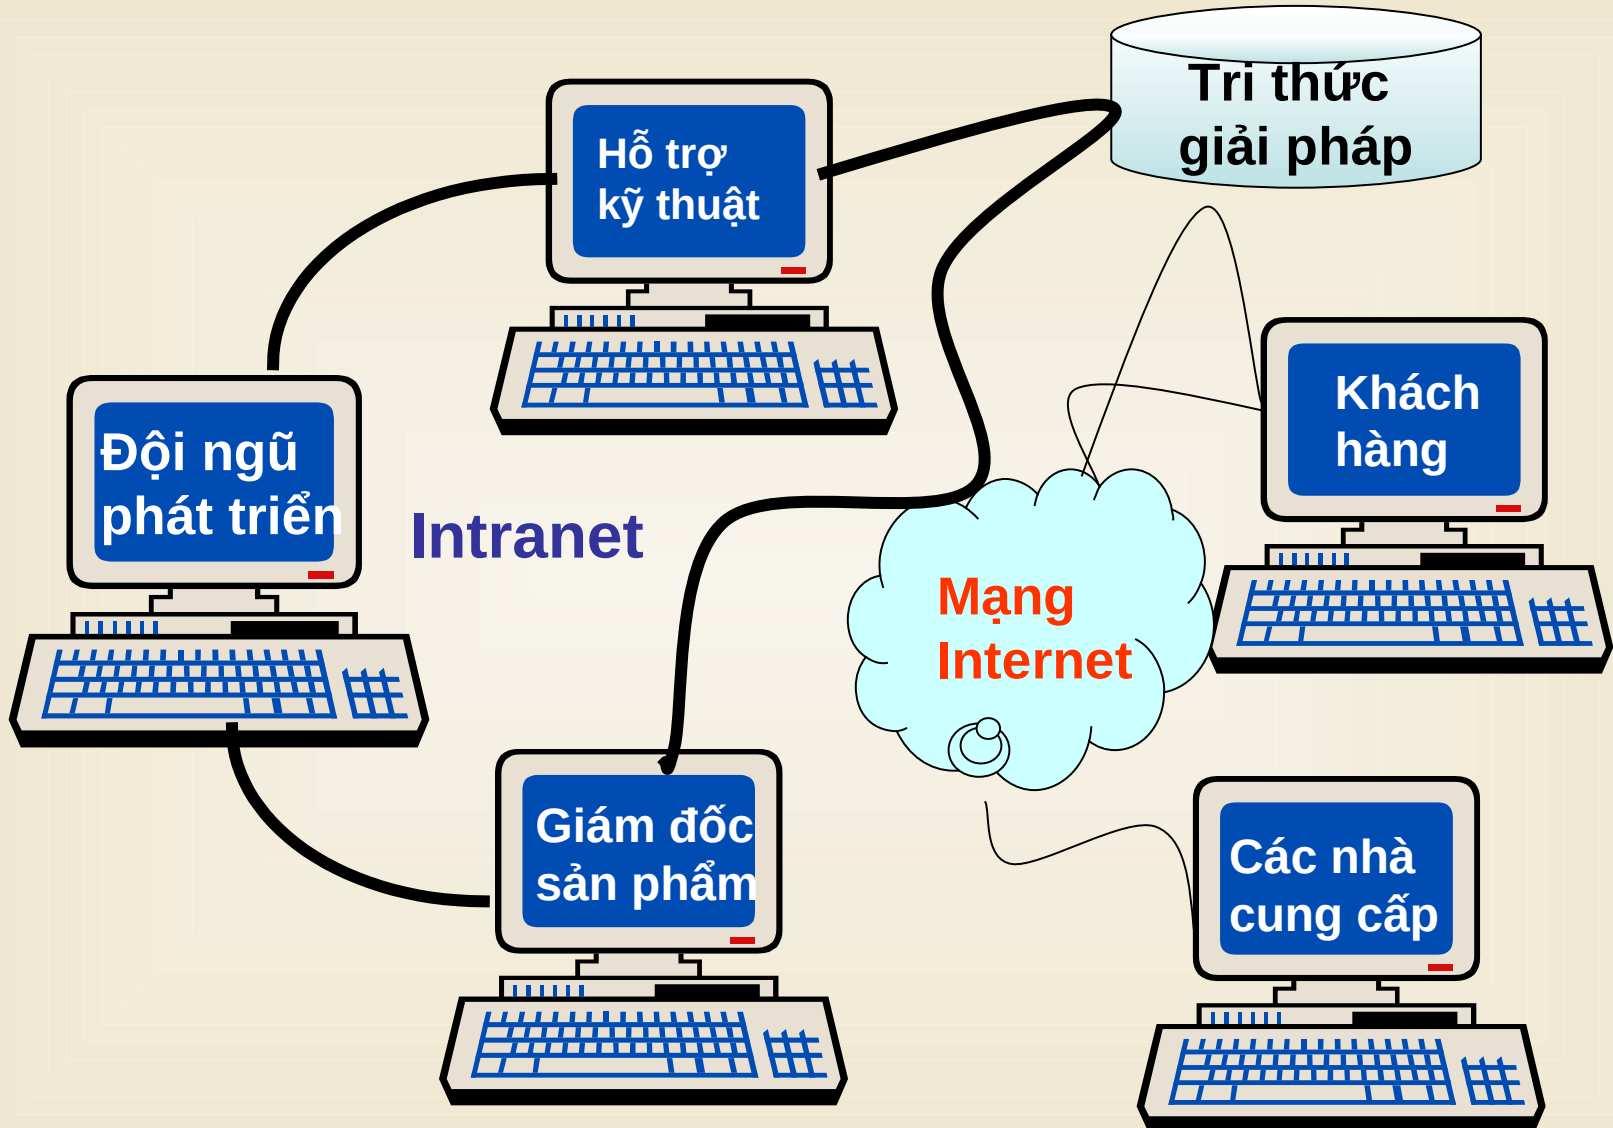 Tri thức
giải pháp
Hỗ trợ
kỹ thuật
Khách
hàng
Đội ngũ
phát triển
Intranet
Mạng
Internet
Giám đốc
sản phẩm
Các nhà
cung cấp